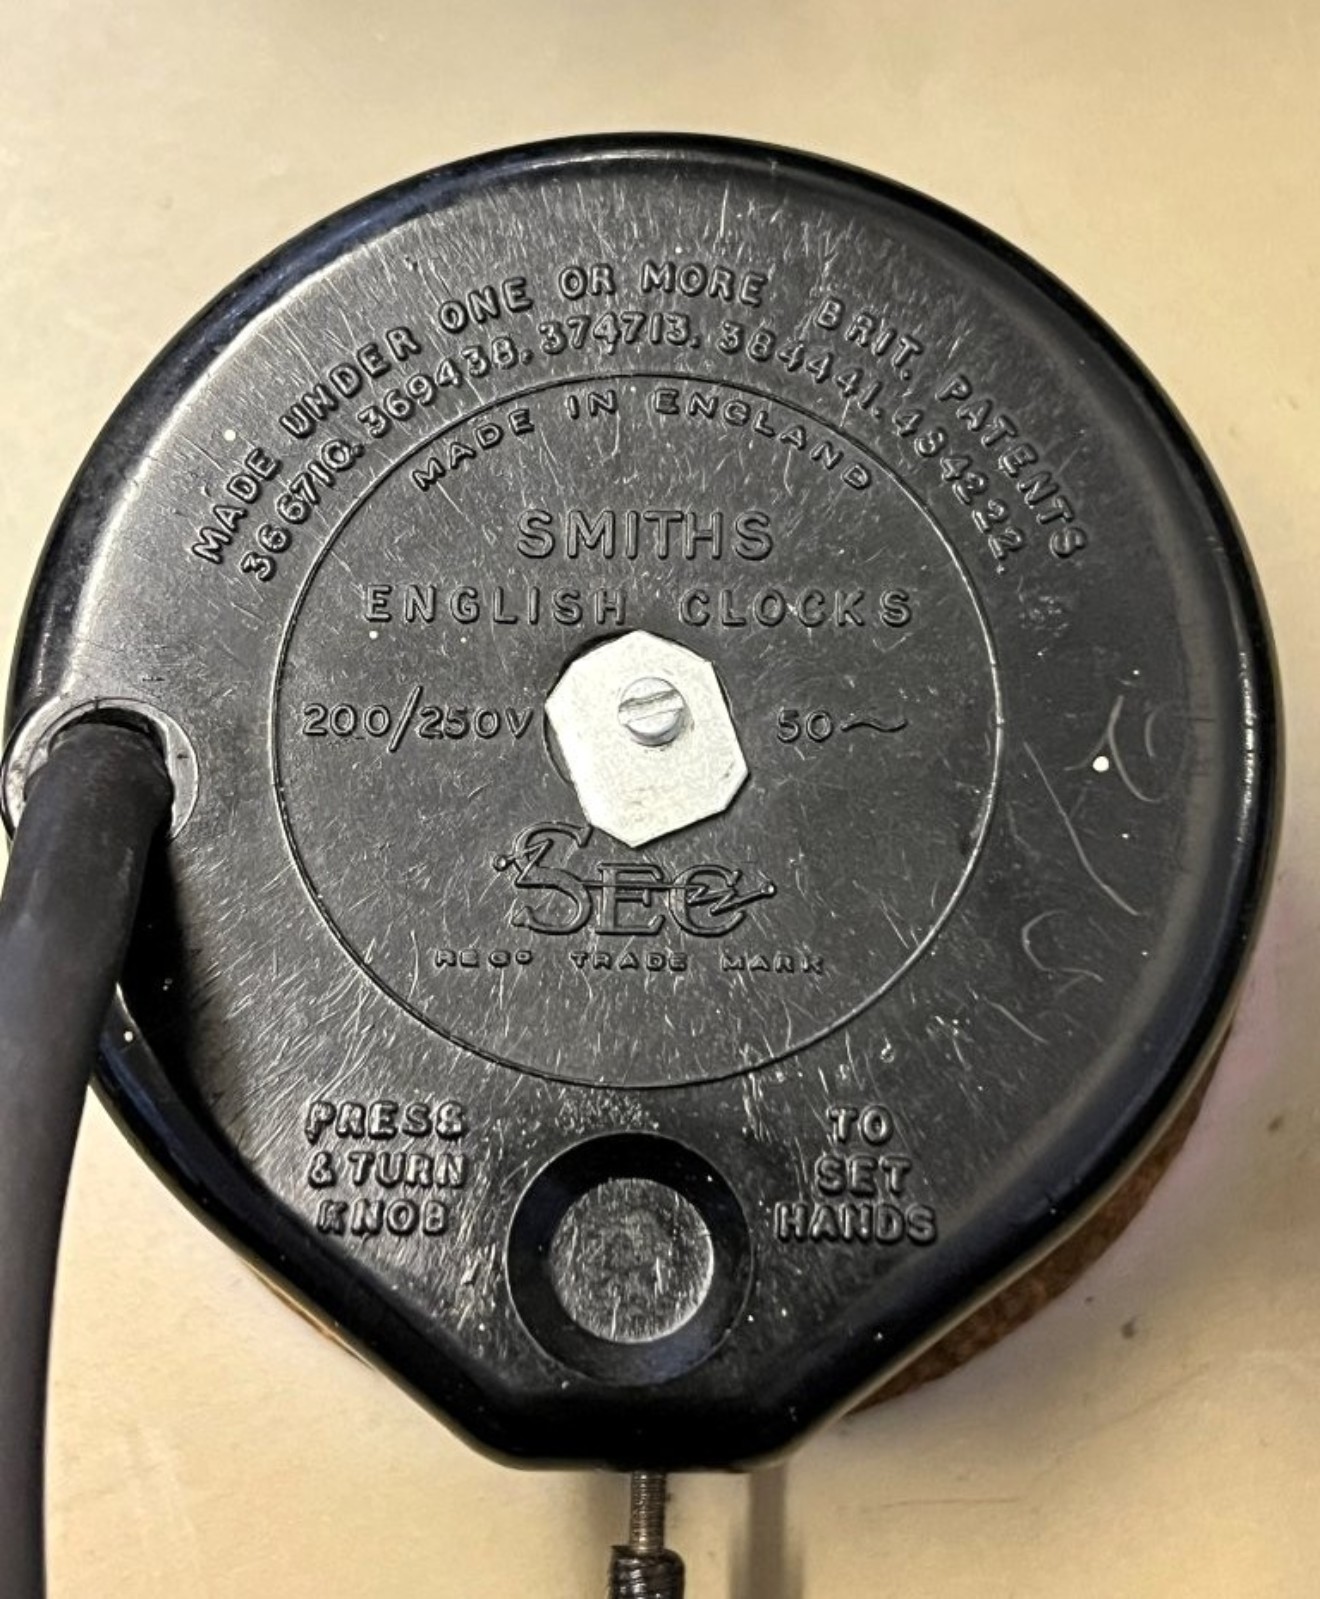 MADE UNDER ONE OR MORE BRIT. PATENTS
366710. 369438. 374713. 384441. 434222.
MADE IN ENGLAND
SMITHS
ENGLISH CLOCKS
200/250V 50~
SEC
REGD TRADE MARK
PRESS
& TURN
KNOB
TO
SET
HANDS